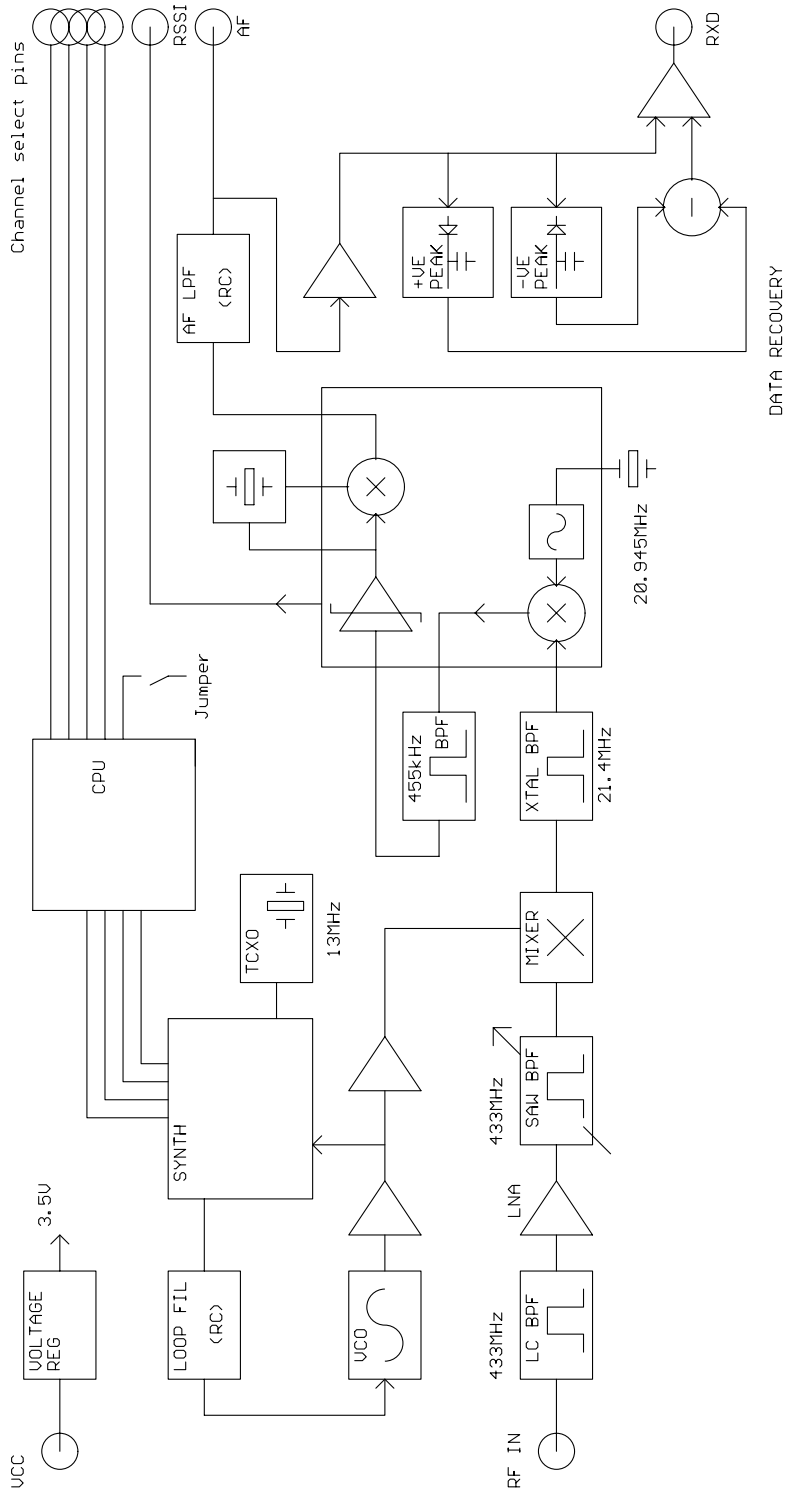 VCC
VOLTAGE
REG
3.5V
CPU
Jumper
Channel select pins
RSSI
AF
LOOP FIL
(RC)
SYNTH
TCXO
13MHz
AF LPF
(RC)
VCO
455kHz
BPF
+VE
PEAK
-VE
PEAK
RF IN
433MHz
LC BPF
LNA
433MHz
SAW BPF
MIXER
XTAL BPF
21.4MHz
20.945MHz
RXD
DATA RECOVERY